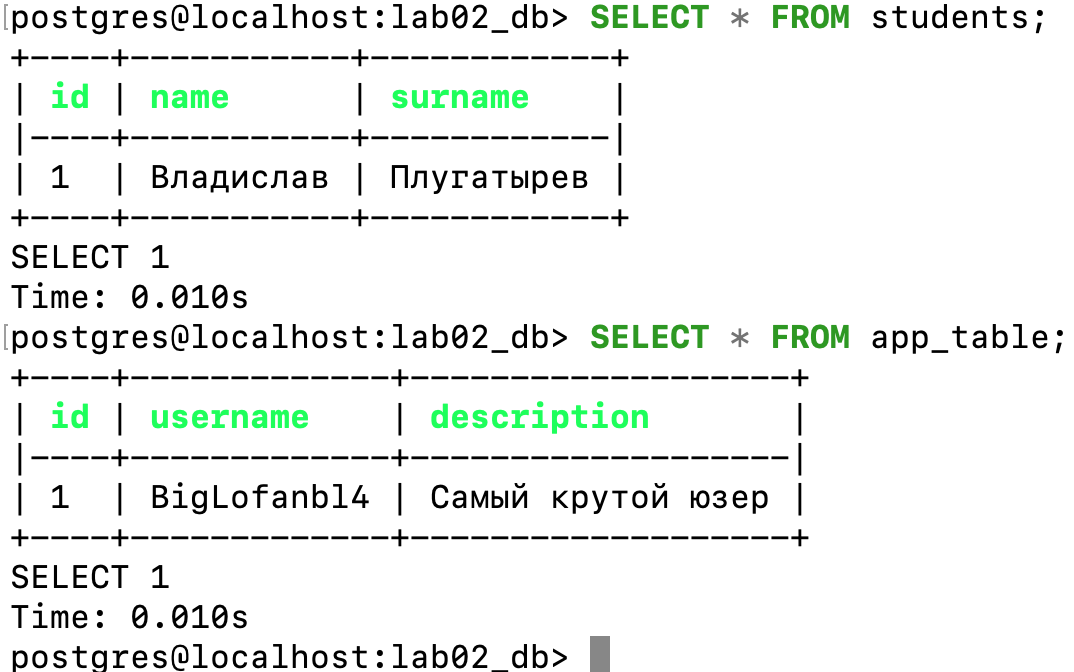 postgres@localhost:lab02_db> SELECT * FROM students;
+----+-----------+------------+
| id | name      | surname    |
|----+-----------+------------|
| 1  | Владислав | Плугатырев |
+----+-----------+------------+
SELECT 1
Time: 0.010s
postgres@localhost:lab02_db> SELECT * FROM app_table;
+----+-------------+-------------------+
| id | username    | description       |
|----+-------------+-------------------|
| 1  | BigLofanbl4 | Самый крутой юзер |
+----+-------------+-------------------+
SELECT 1
Time: 0.010s
postgres@localhost:lab02_db>